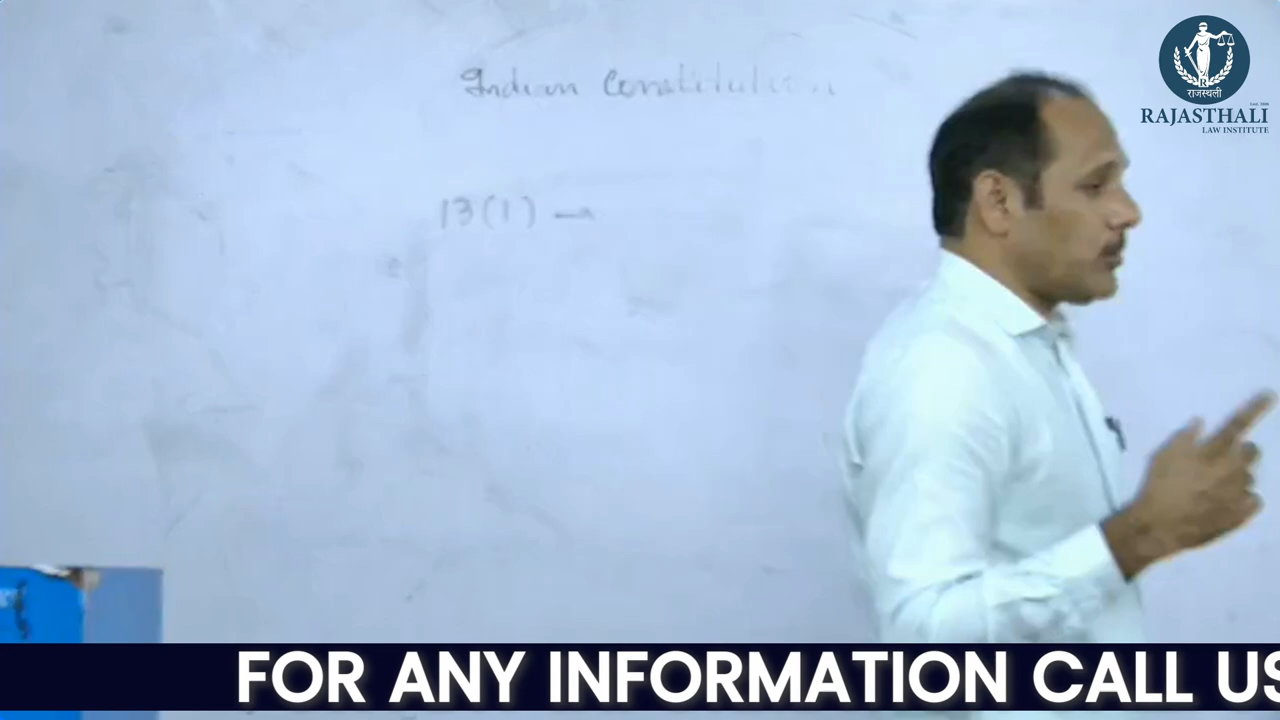 Indian Constitution
13(1) →
राजस्थली
RAJASTHALI
LAW INSTITUTE
FOR ANY INFORMATION CALL US